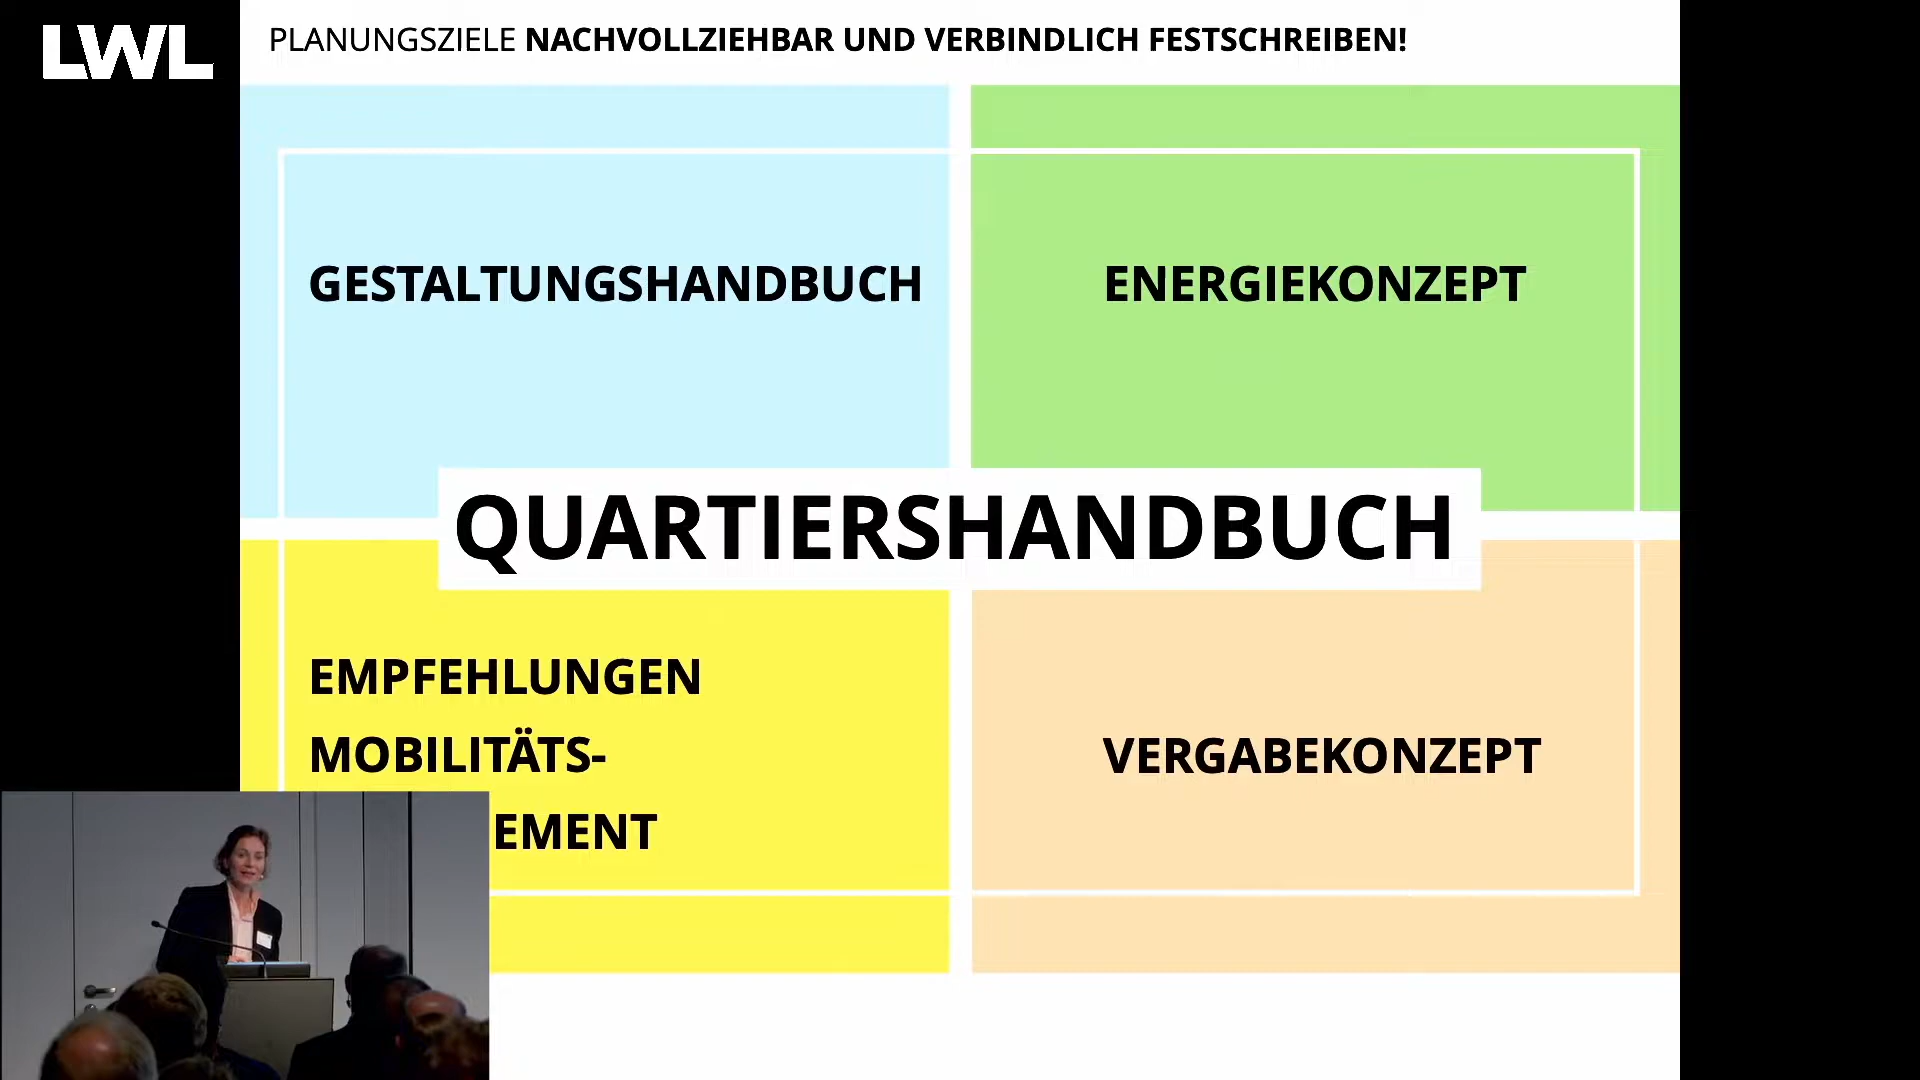 LWL
PLANUNGSZIELE NACHVOLLZIEHBAR UND VERBINDLICH FESTSCHREIBEN!
GESTALTUNGSHANDBUCH
ENERGIEKONZEPT
QUARTIERSHANDBUCH
EMPFEHLUNGEN
MOBILITÄTS-
EMENT
VERGABEKONZEPT